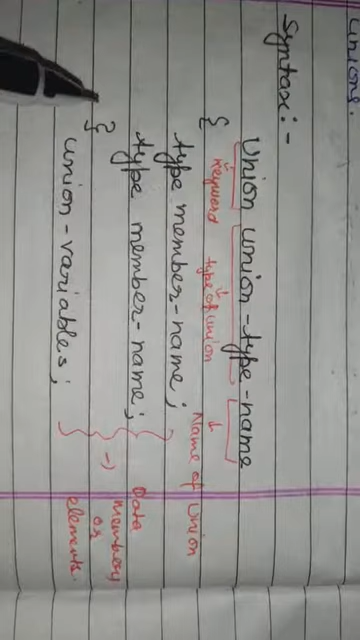 Unions.
Syntax:-
Union union-type-name
Keyword type of union Name of Union
{
type member-name;
type member-name;
}
union-variables;
Data
members
or
elements.